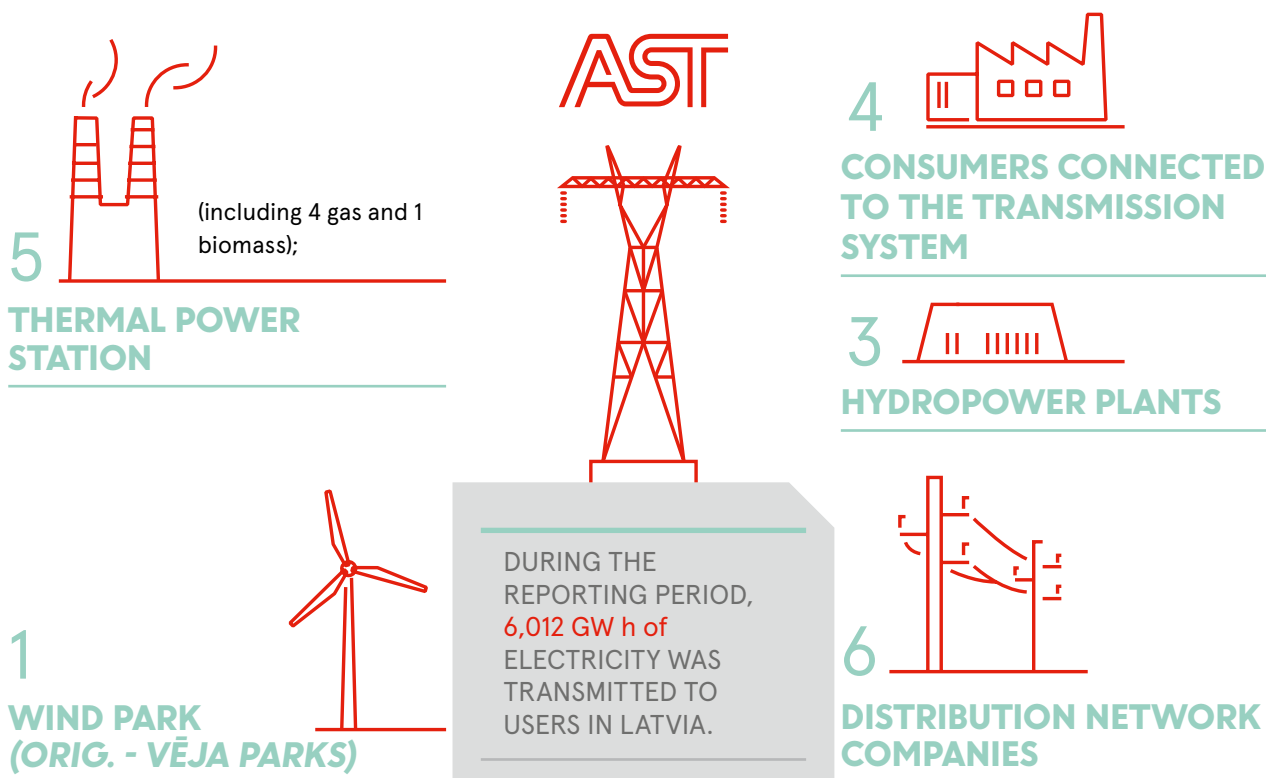 AST
5
(including 4 gas and 1
biomass);
THERMAL POWER
STATION
1
WIND PARK
(ORIG. - VĒJA PARKS)
DURING THE
REPORTING PERIOD,
6,012 GW h of
ELECTRICITY WAS
TRANSMITTED TO
USERS IN LATVIA.
4
CONSUMERS CONNECTED
TO THE TRANSMISSION
SYSTEM
3
HYDROPOWER PLANTS
6
DISTRIBUTION NETWORK
COMPANIES